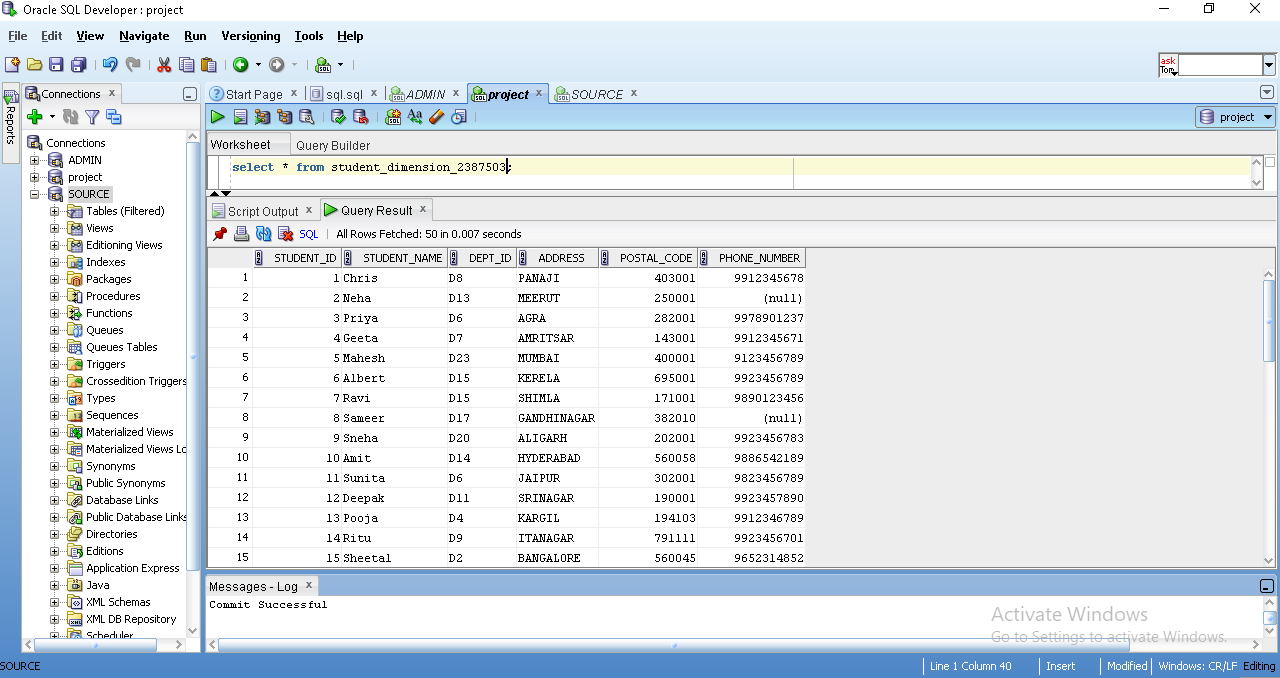 Oracle SQL Developer : project
File Edit View Navigate Run Versioning Tools Help
ask
Tom
Connections x
Start Page x sql.sql x ADMIN x project x SOURCE x
Reports
project
Worksheet Query Builder
select * from student_dimension_2387503;
Connections
ADMIN
project
SOURCE
Tables (Filtered)
Views
Editioning Views
Indexes
Packages
Procedures
Functions
Queues
Queues Tables
Triggers
Crossedition Triggers
Types
Sequences
Materialized Views
Materialized Views Lo
Synonyms
Public Synonyms
Database Links
Public Database Links
Directories
Editions
Application Express
Java
XML Schemas
XML DB Repository
Scheduler
Script Output x Query Result x
SQL | All Rows Fetched: 50 in 0.007 seconds
STUDENT_ID STUDENT_NAME DEPT_ID ADDRESS POSTAL_CODE PHONE_NUMBER
1 1 Chris D8 PANAJI 403001 9912345678
2 2 Neha D13 MEERUT 250001 (null)
3 3 Priya D6 AGRA 282001 9978901237
4 4 Geeta D7 AMRITSAR 143001 9912345671
5 5 Mahesh D23 MUMBAI 400001 9123456789
6 6 Albert D15 KERELA 695001 9923456789
7 7 Ravi D15 SHIMLA 171001 9890123456
8 8 Sameer D17 GANDHINAGAR 382010 (null)
9 9 Sneha D20 ALIGARH 202001 9923456783
10 10 Amit D14 HYDERABAD 560058 9886542189
11 11 Sunita D6 JAIPUR 302001 9823456789
12 12 Deepak D11 SRINAGAR 190001 9923457890
13 13 Pooja D4 KARGIL 194103 9912346789
14 14 Ritu D9 ITANAGAR 791111 9923456701
15 15 Sheetal D2 BANGALORE 560045 9652314852
Messages - Log x
Commit Successful
Activate Windows
Go to Settings to activate Windows.
SOURCE
Line 1 Column 40 Insert Modified Windows: CR/LF Editing